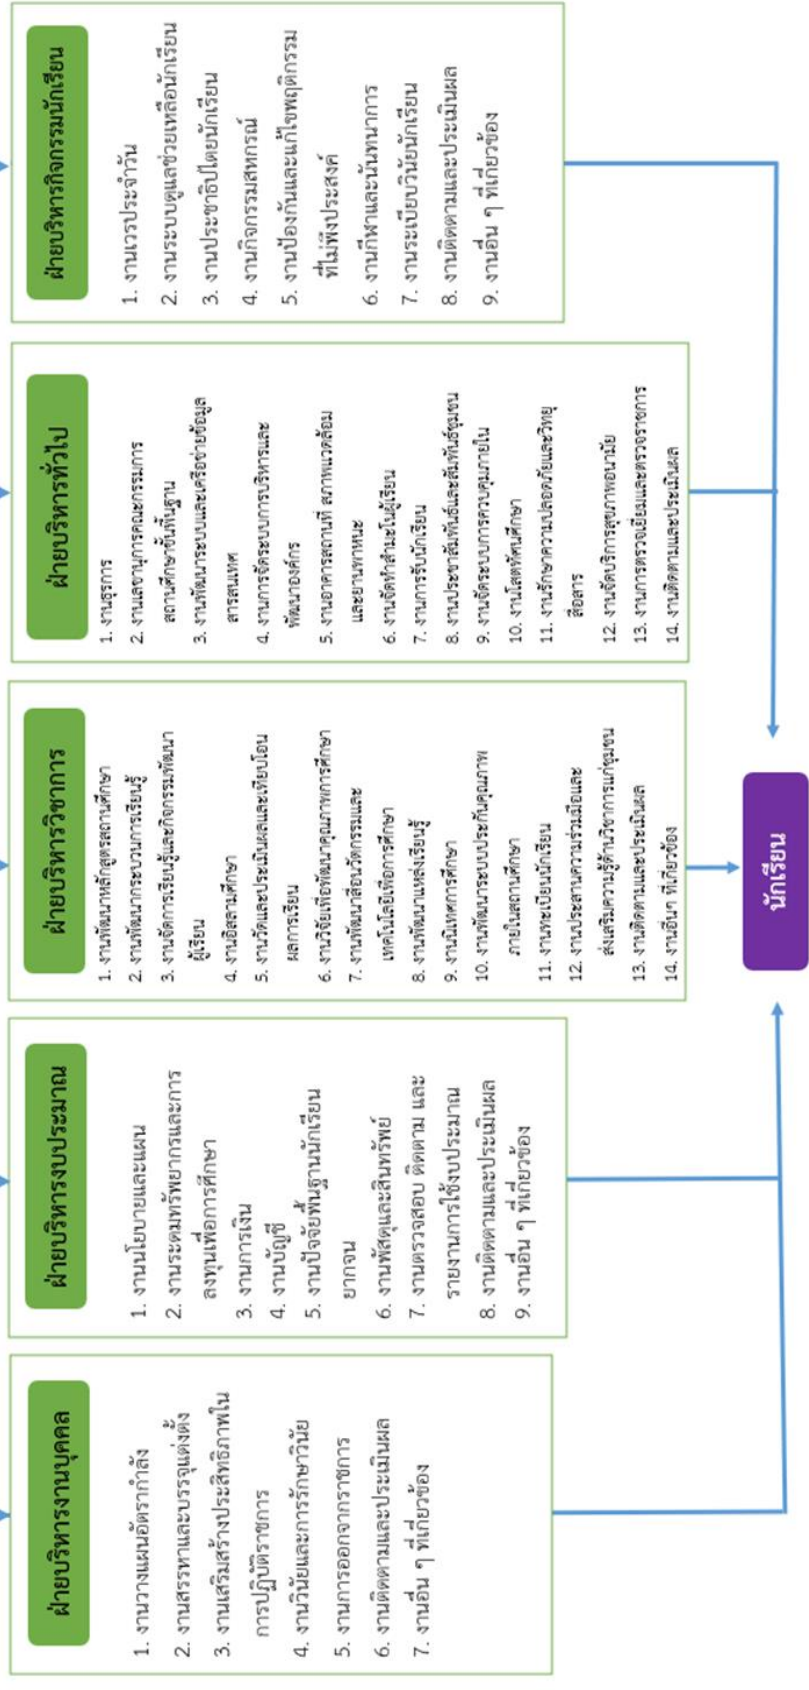 ฝ่ายบริหารงานบุคคล
1. งานวางแผนอัตรากำลัง
2. งานสรรหาและบรรจุแต่งตั้ง
3. งานเสริมสร้างประสิทธิภาพใน
การปฏิบัติราชการ
4. งานวินัยและการรักษาวินัย
5. งานการออกจากราชการ
6. งานติดตามและประเมินผล
7. งานอื่น ๆ ที่เกี่ยวข้อง
ฝ่ายบริหารงบประมาณ
1. งานนโยบายและแผน
2. งานระดมทรัพยากรและการ
ลงทุนเพื่อการศึกษา
3. งานการเงิน
4. งานบัญชี
5. งานปัจจัยพื้นฐานนักเรียน
ยากจน
6. งานพัสดุและสินทรัพย์
7. งานตรวจสอบ ติดตาม และ
รายงานการใช้งบประมาณ
8. งานติดตามและประเมินผล
9. งานอื่น ๆ ที่เกี่ยวข้อง
ฝ่ายบริหารวิชาการ
1. งานพัฒนาหลักสูตรสถานศึกษา
2. งานพัฒนากระบวนการเรียนรู้
3. งานจัดการเรียนรู้และกิจกรรมพัฒนา
ผู้เรียน
4. งานอิสลามศึกษา
5. งานวัดและประเมินผลและเทียบโอน
ผลการเรียน
6. งานวิจัยเพื่อพัฒนาคุณภาพการศึกษา
7. งานพัฒนาสื่อนวัตกรรมและ
เทคโนโลยีเพื่อการศึกษา
8. งานพัฒนาแหล่งเรียนรู้
9. งานนิเทศการศึกษา
10. งานพัฒนาระบบประกันคุณภาพ
ภายในสถานศึกษา
11. งานทะเบียนนักเรียน
12. งานประสานความร่วมมือและ
ส่งเสริมความรู้ด้านวิชาการแก่ชุมชน
13. งานติดตามและประเมินผล
14. งานอื่นๆ ที่เกี่ยวข้อง
ฝ่ายบริหารทั่วไป
1. งานธุรการ
2. งานเลขานุการคณะกรรมการ
สถานศึกษาขั้นพื้นฐาน
3. งานพัฒนาระบบและเครือข่ายข้อมูล
สารสนเทศ
4. งานการจัดระบบการบริหารและ
พัฒนาองค์กร
5. งานอาคารสถานที่ สภาพแวดล้อม
และยานพาหนะ
6. งานจัดทำสำมะโนผู้เรียน
7. งานการรับนักเรียน
8. งานประชาสัมพันธ์และสัมพันธ์ชุมชน
9. งานจัดระบบการควบคุมภายใน
10. งานโสตทัศนศึกษา
11. งานรักษาความปลอดภัยและวิทยุ
สื่อสาร
12. งานจัดบริการสุขภาพอนามัย
13. งานการตรวจเยี่ยมและตรวจราชการ
14. งานติดตามและประเมินผล
ฝ่ายบริหารกิจกรรมนักเรียน
1. งานเวรประจำวัน
2. งานระบบดูแลช่วยเหลือนักเรียน
3. งานประชาธิปไตยนักเรียน
4. งานกิจกรรมสหกรณ์
5. งานป้องกันและแก้ไขพฤติกรรม
ที่ไม่พึงประสงค์
6. งานกีฬาและนันทนาการ
7. งานระเบียบวินัยนักเรียน
8. งานติดตามและประเมินผล
9. งานอื่น ๆ ที่เกี่ยวข้อง
นักเรียน